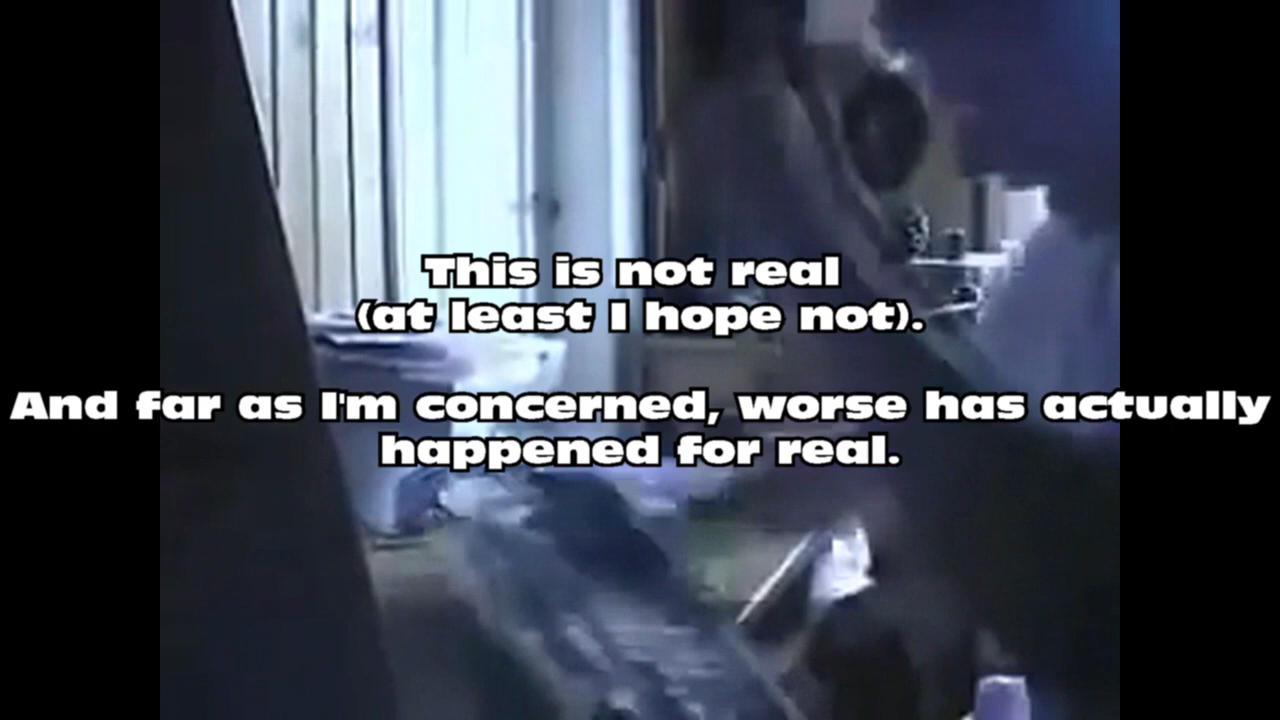 This is not real
(at least I hope not).
And far as I'm concerned, worse has actually
happened for real.